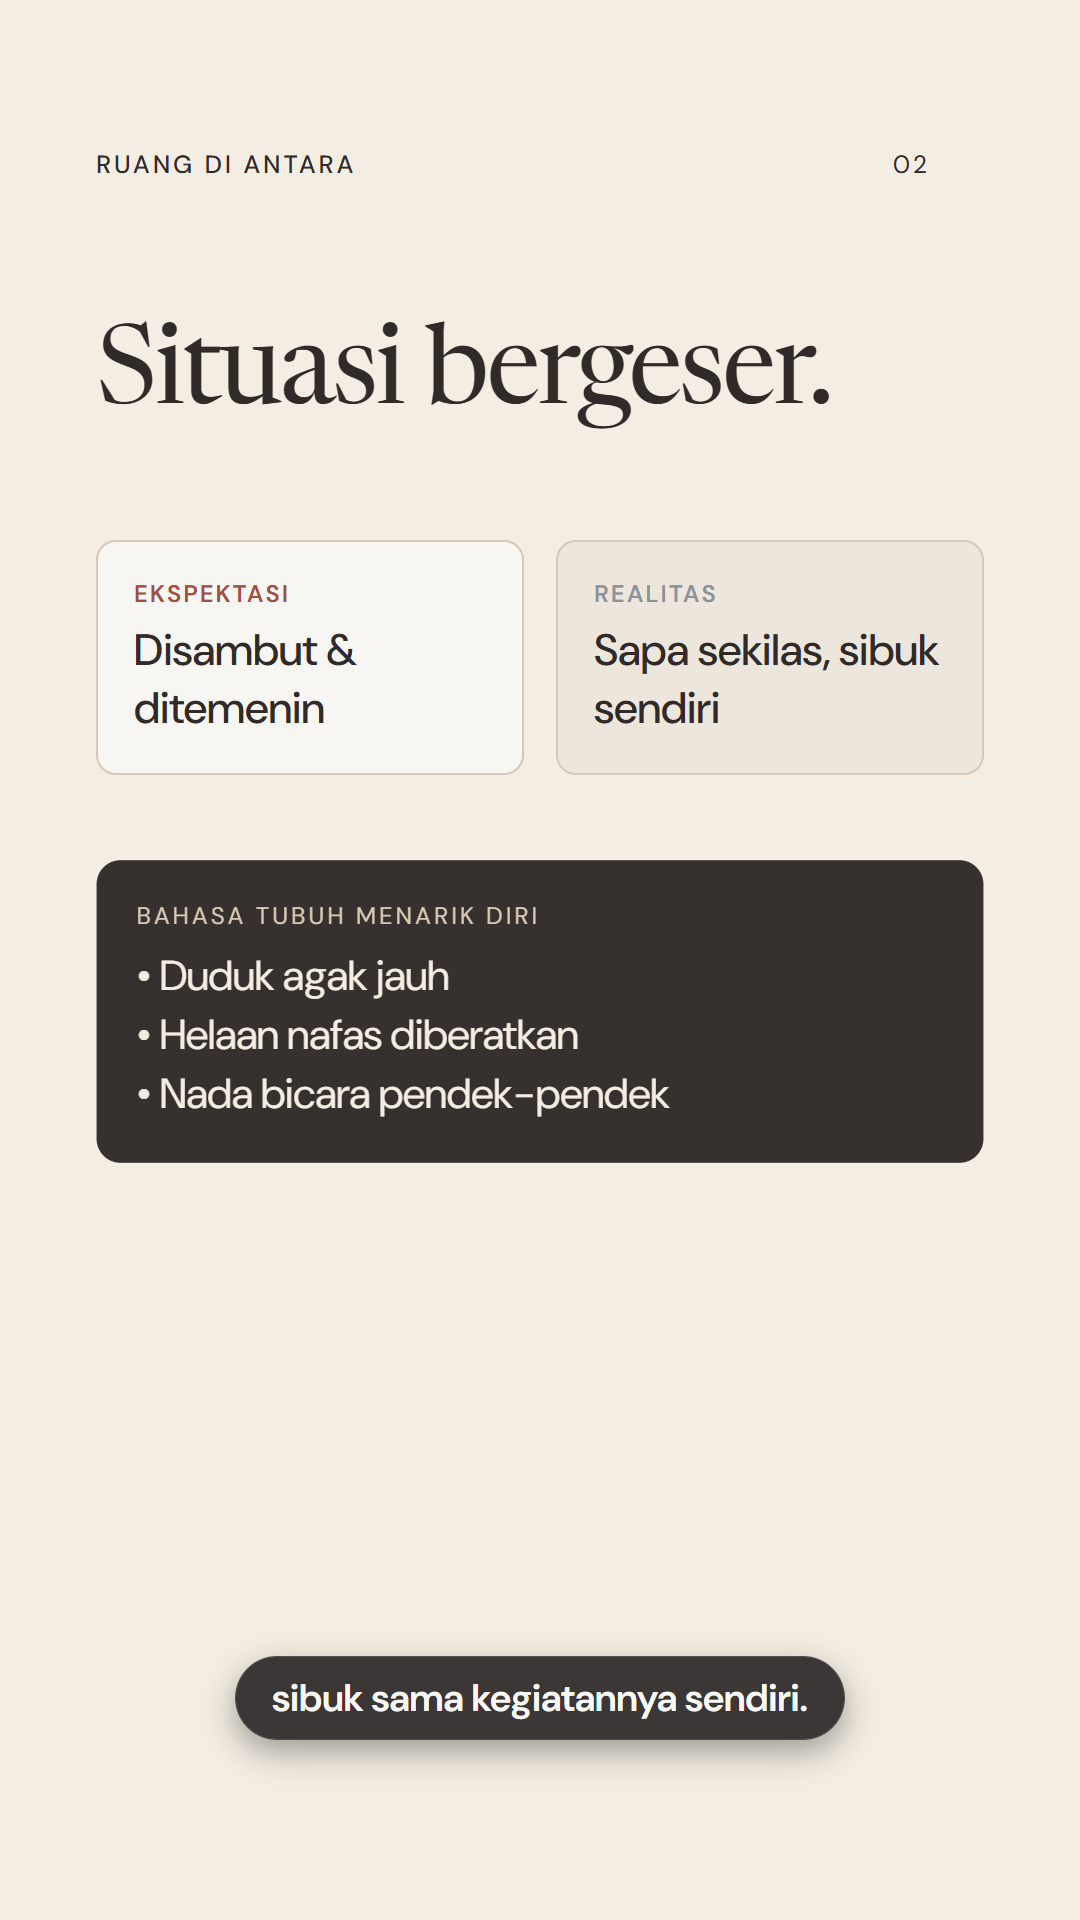 RUANG DI ANTARA
02
Situasi bergeser.
EKSPEKTASI
Disambut &
ditemenin
REALITAS
Sapa sekilas, sibuk
sendiri
BAHASA TUBUH MENARIK DIRI
• Duduk agak jauh
• Helaan nafas diberatkan
• Nada bicara pendek-pendek
sibuk sama kegiatannya sendiri.